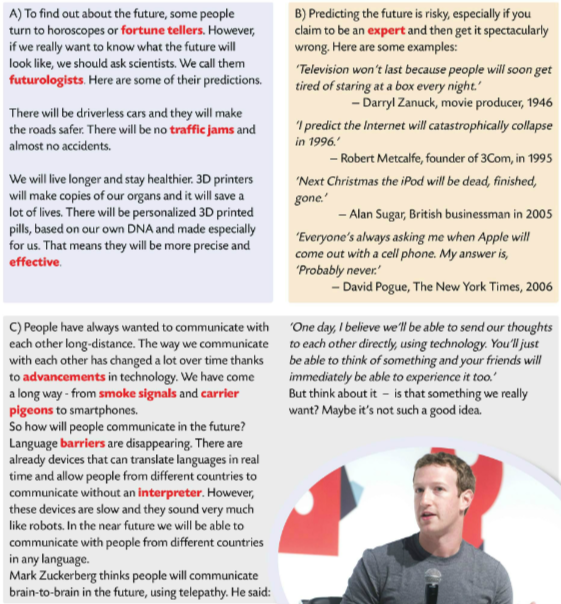 A) To find out about the future, some people
turn to horoscopes or fortune tellers. However,
if we really want to know what the future will
look like, we should ask scientists. We call them
futurologists. Here are some of their predictions.
There will be driverless cars and they will make
the roads safer. There will be no traffic jams and
almost no accidents.
We will live longer and stay healthier. 3D printers
will make copies of our organs and it will save a
lot of lives. There will be personalized 3D printed
pills, based on our own DNA and made especially
for us. That means they will be more precise and
effective.
B) Predicting the future is risky, especially if you
claim to be an expert and then get it spectacularly
wrong. Here are some examples:
‘Television won’t last because people will soon get
tired of staring at a box every night.’
– Darryl Zanuck, movie producer, 1946
‘I predict the Internet will catastrophically collapse
in 1996.’
– Robert Metcalfe, founder of 3Com, in 1995
‘Next Christmas the iPod will be dead, finished,
gone.’
– Alan Sugar, British businessman in 2005
‘Everyone’s always asking me when Apple will
come out with a cell phone. My answer is,
‘Probably never.’
– David Pogue, The New York Times, 2006
C) People have always wanted to communicate with
each other long-distance. The way we communicate
with each other has changed a lot over time thanks
to advancements in technology. We have come
a long way - from smoke signals and carrier
pigeons to smartphones.
So how will people communicate in the future?
Language barriers are disappearing. There are
already devices that can translate languages in real
time and allow people from different countries to
communicate without an interpreter. However,
these devices are slow and they sound very much
like robots. In the near future we will be able to
communicate with people from different countries
in any language.
Mark Zuckerberg thinks people will communicate
brain-to-brain in the future, using telepathy. He said:
‘One day, I believe we’ll be able to send our thoughts
to each other directly, using technology. You’ll just
be able to think of something and your friends will
immediately be able to experience it too.’
But think about it – is that something we really
want? Maybe it’s not such a good idea.